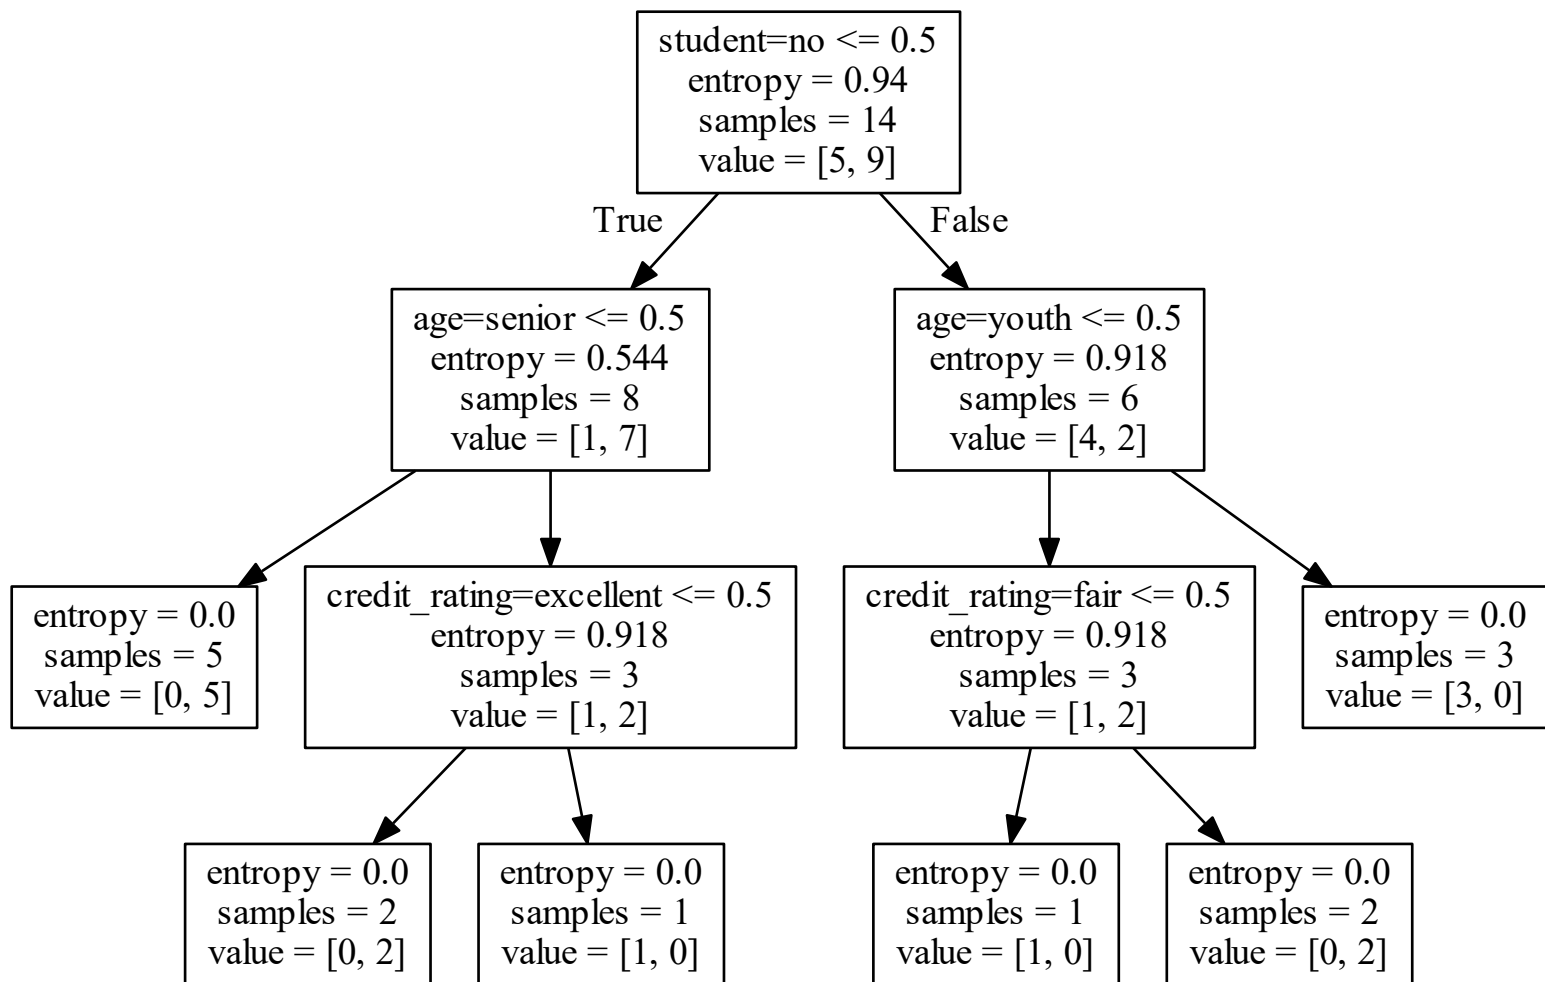 student=no <= 0.5
entropy = 0.94
samples = 14
value = [5, 9]
True
False
age=senior <= 0.5
entropy = 0.544
samples = 8
value = [1, 7]
age=youth <= 0.5
entropy = 0.918
samples = 6
value = [4, 2]
entropy = 0.0
samples = 5
value = [0, 5]
credit_rating=excellent <= 0.5
entropy = 0.918
samples = 3
value = [1, 2]
credit_rating=fair <= 0.5
entropy = 0.918
samples = 3
value = [1, 2]
entropy = 0.0
samples = 3
value = [3, 0]
entropy = 0.0
samples = 2
value = [0, 2]
entropy = 0.0
samples = 1
value = [1, 0]
entropy = 0.0
samples = 1
value = [1, 0]
entropy = 0.0
samples = 2
value = [0, 2]